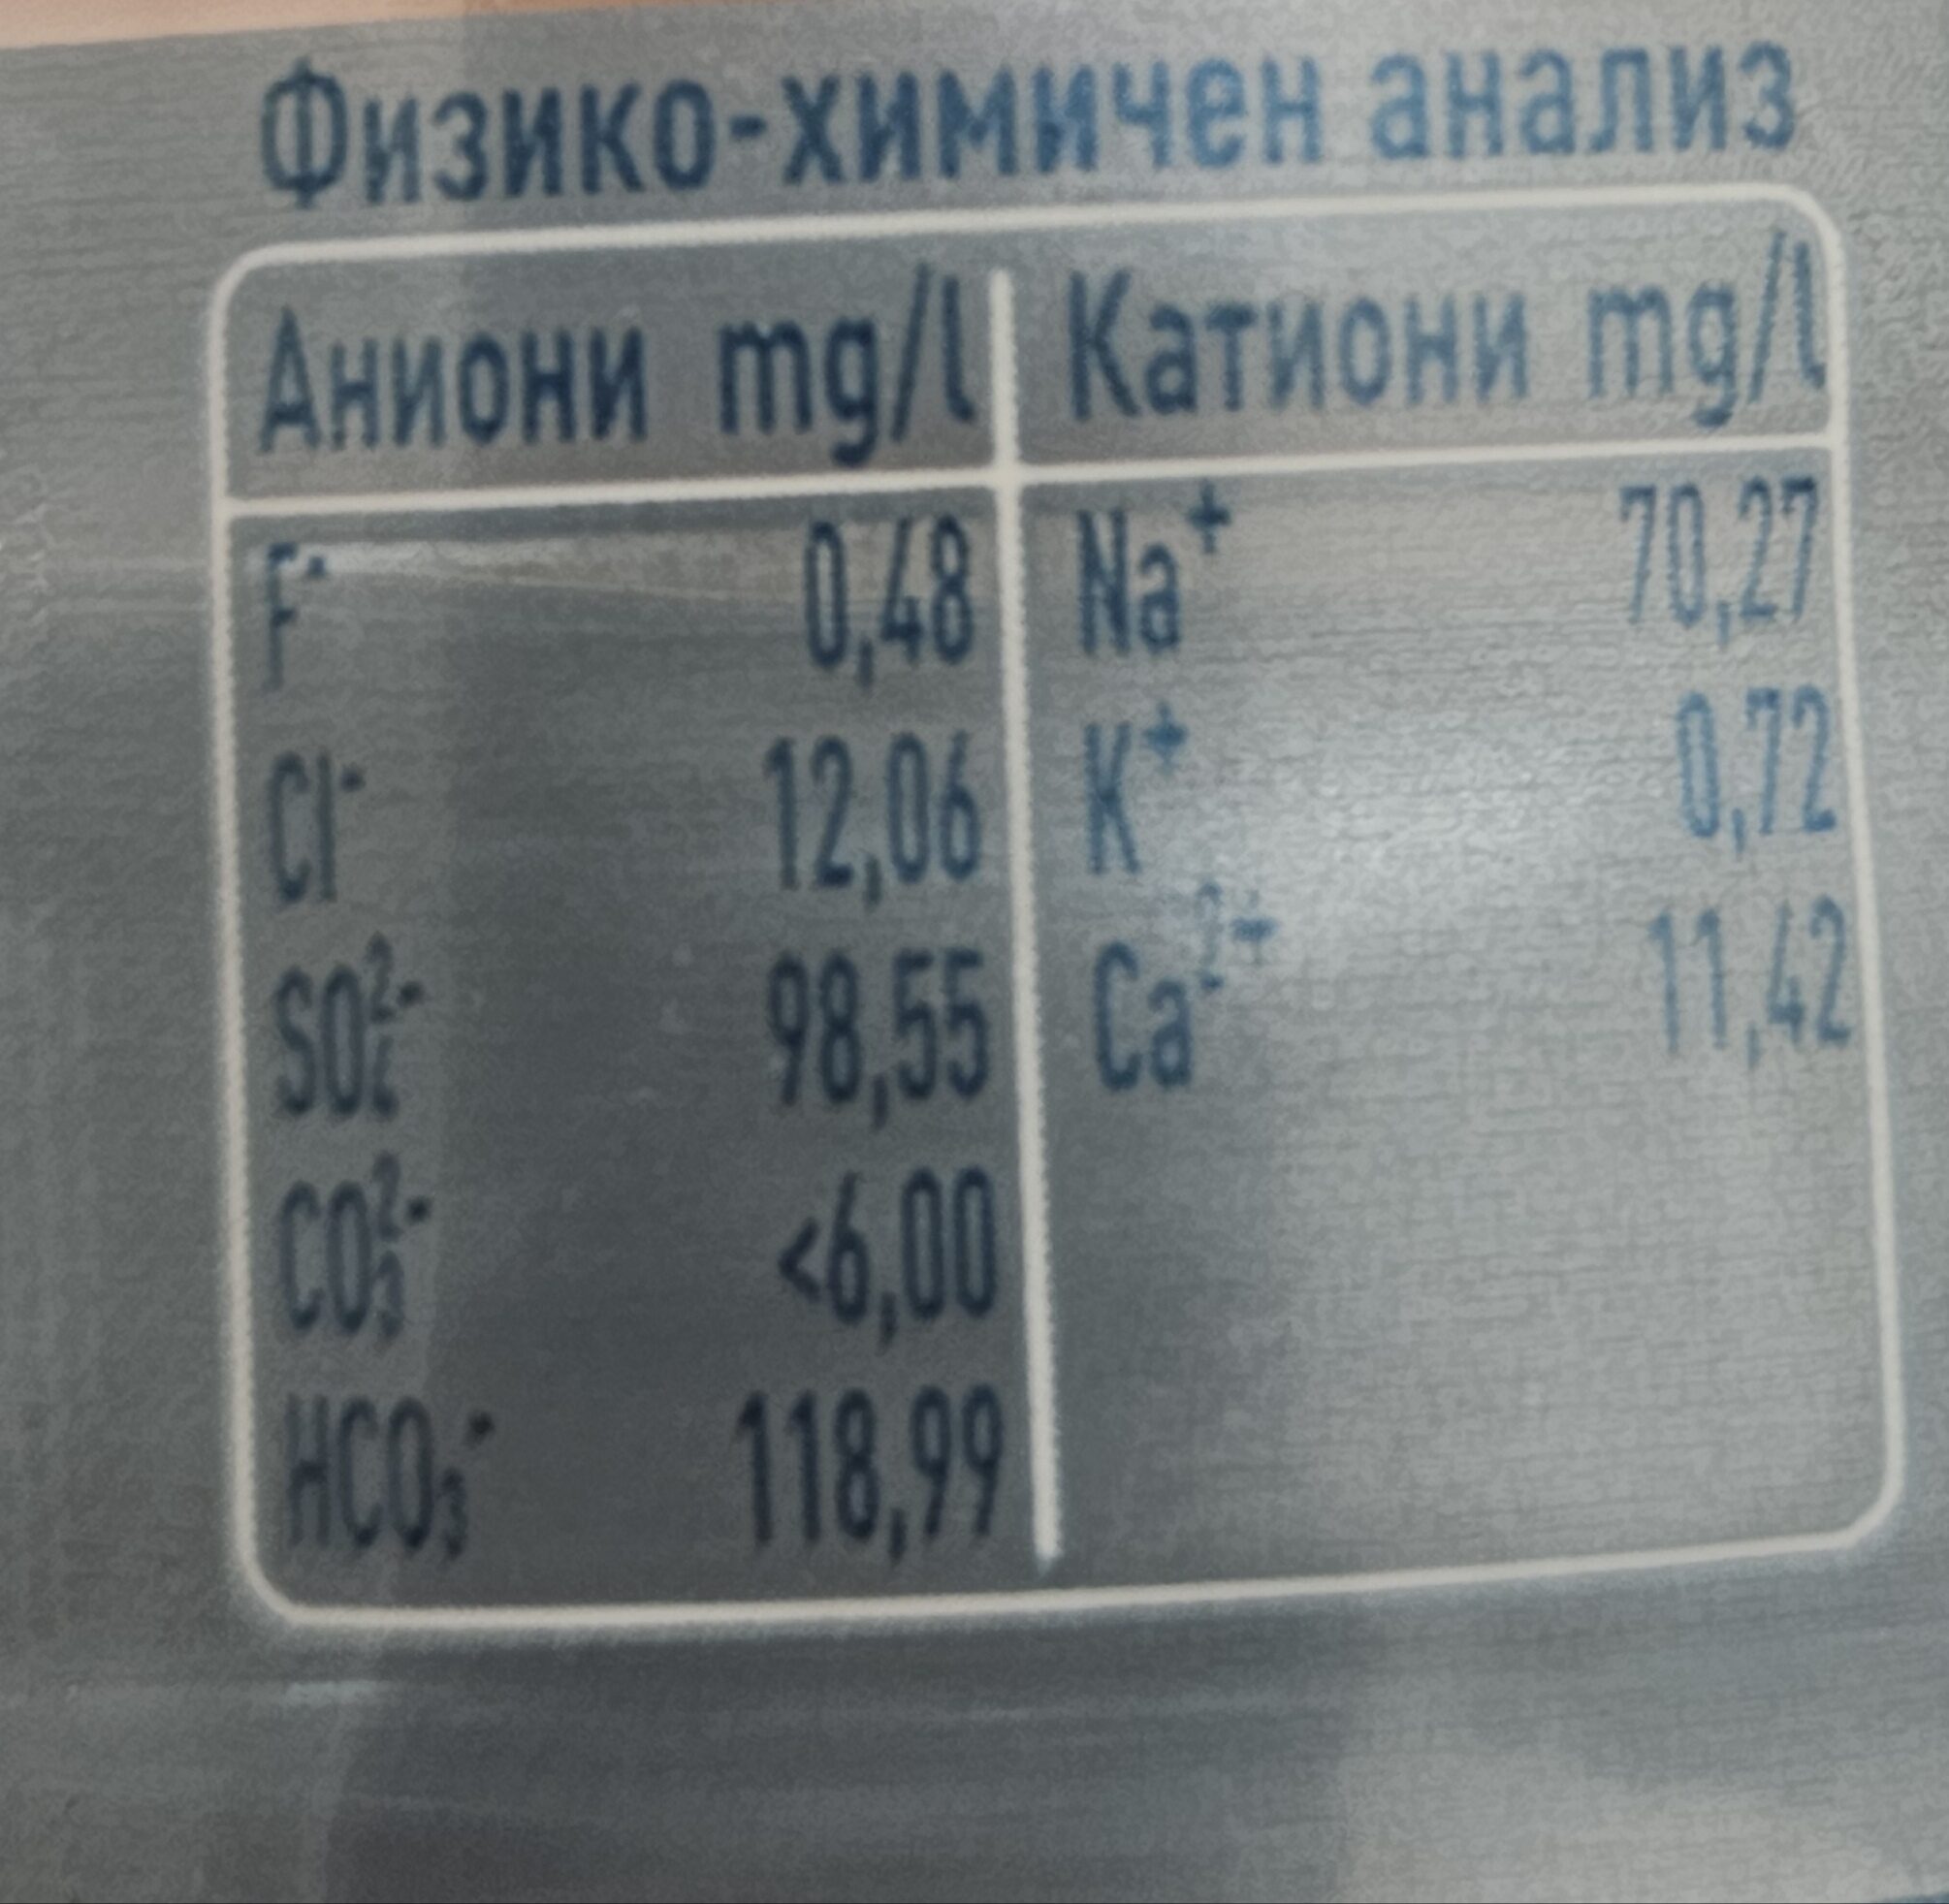 Физико-химичен анализ
Аниони mg/l Катиони mg/l
F⁻ 0,48 Na⁺ 70,27
Cl⁻ 12,06 K⁺ 0,72
SO₄²⁻ 98,55 Ca²⁺ 11,42
CO₃²⁻ <6,00
HCO₃⁻ 118,99